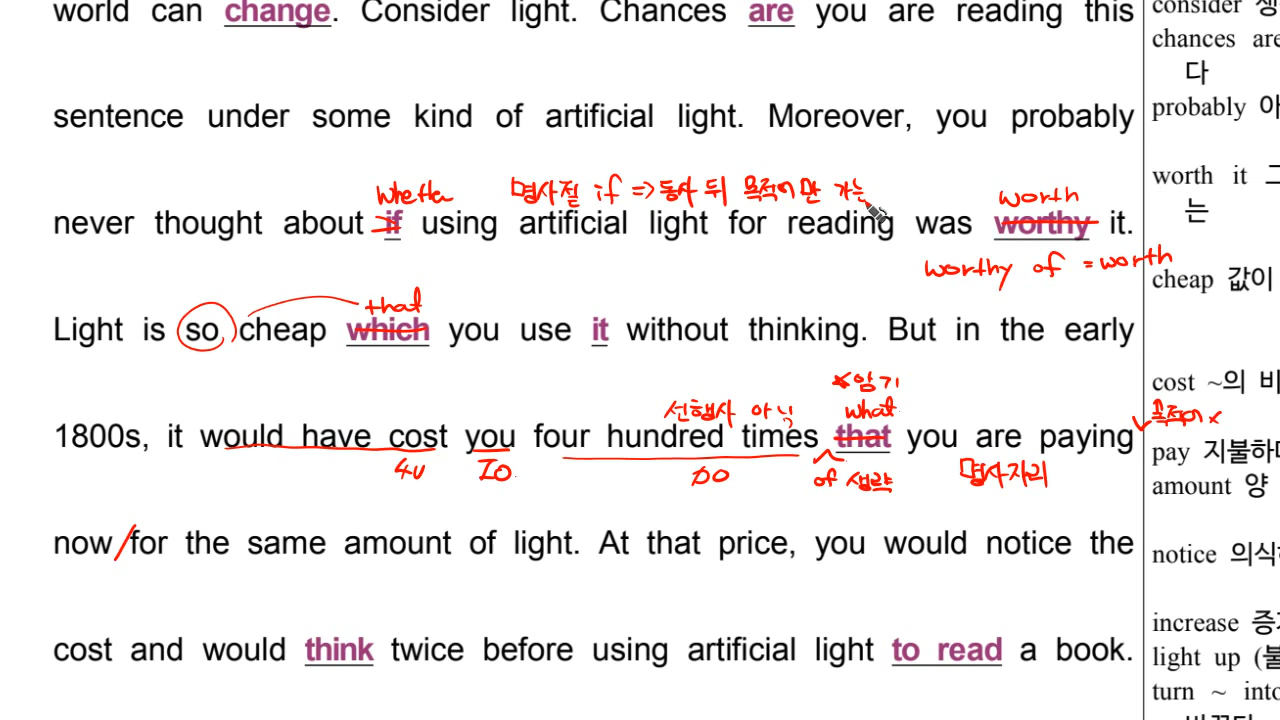 world can change. Consider light. Chances are you are reading this
consider 생
chances are
다
sentence under some kind of artificial light. Moreover, you probably
probably 아
명사절 if => 동사 뒤 목적어만 가는
worth
worth it 그
는
never thought about if using artificial light for reading was worthy it.
worthy of = worth
cheap 값이
that
Light is so cheap which you use it without thinking. But in the early
*암기
cost ~의 비
선행사 아님
what
목적어 x
1800s, it would have cost you four hundred times that you are paying
pay 지불하
4V
IO
DO
of 생략
명사자리
amount 양
now / for the same amount of light. At that price, you would notice the
notice 의식하
increase 증
cost and would think twice before using artificial light to read a book.
light up (불
turn ~ into